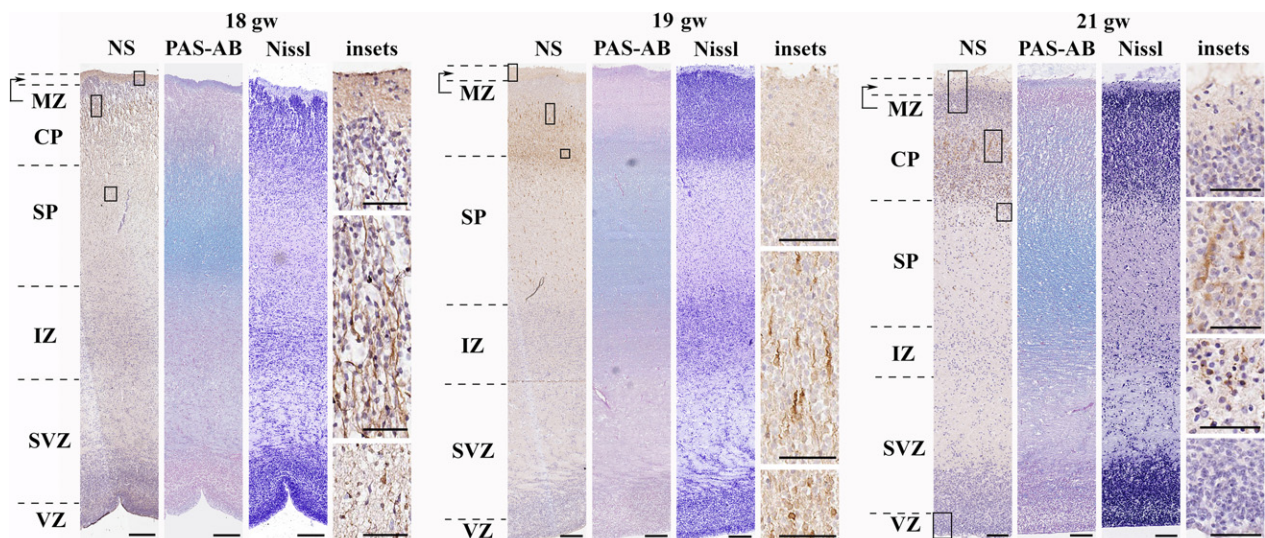 18 gw
NS PAS-AB Nissl insets
MZ
CP
SP
IZ
SVZ
VZ
19 gw
NS PAS-AB Nissl insets
MZ
CP
SP
IZ
SVZ
VZ
21 gw
NS PAS-AB Nissl insets
MZ
CP
SP
IZ
SVZ
VZ